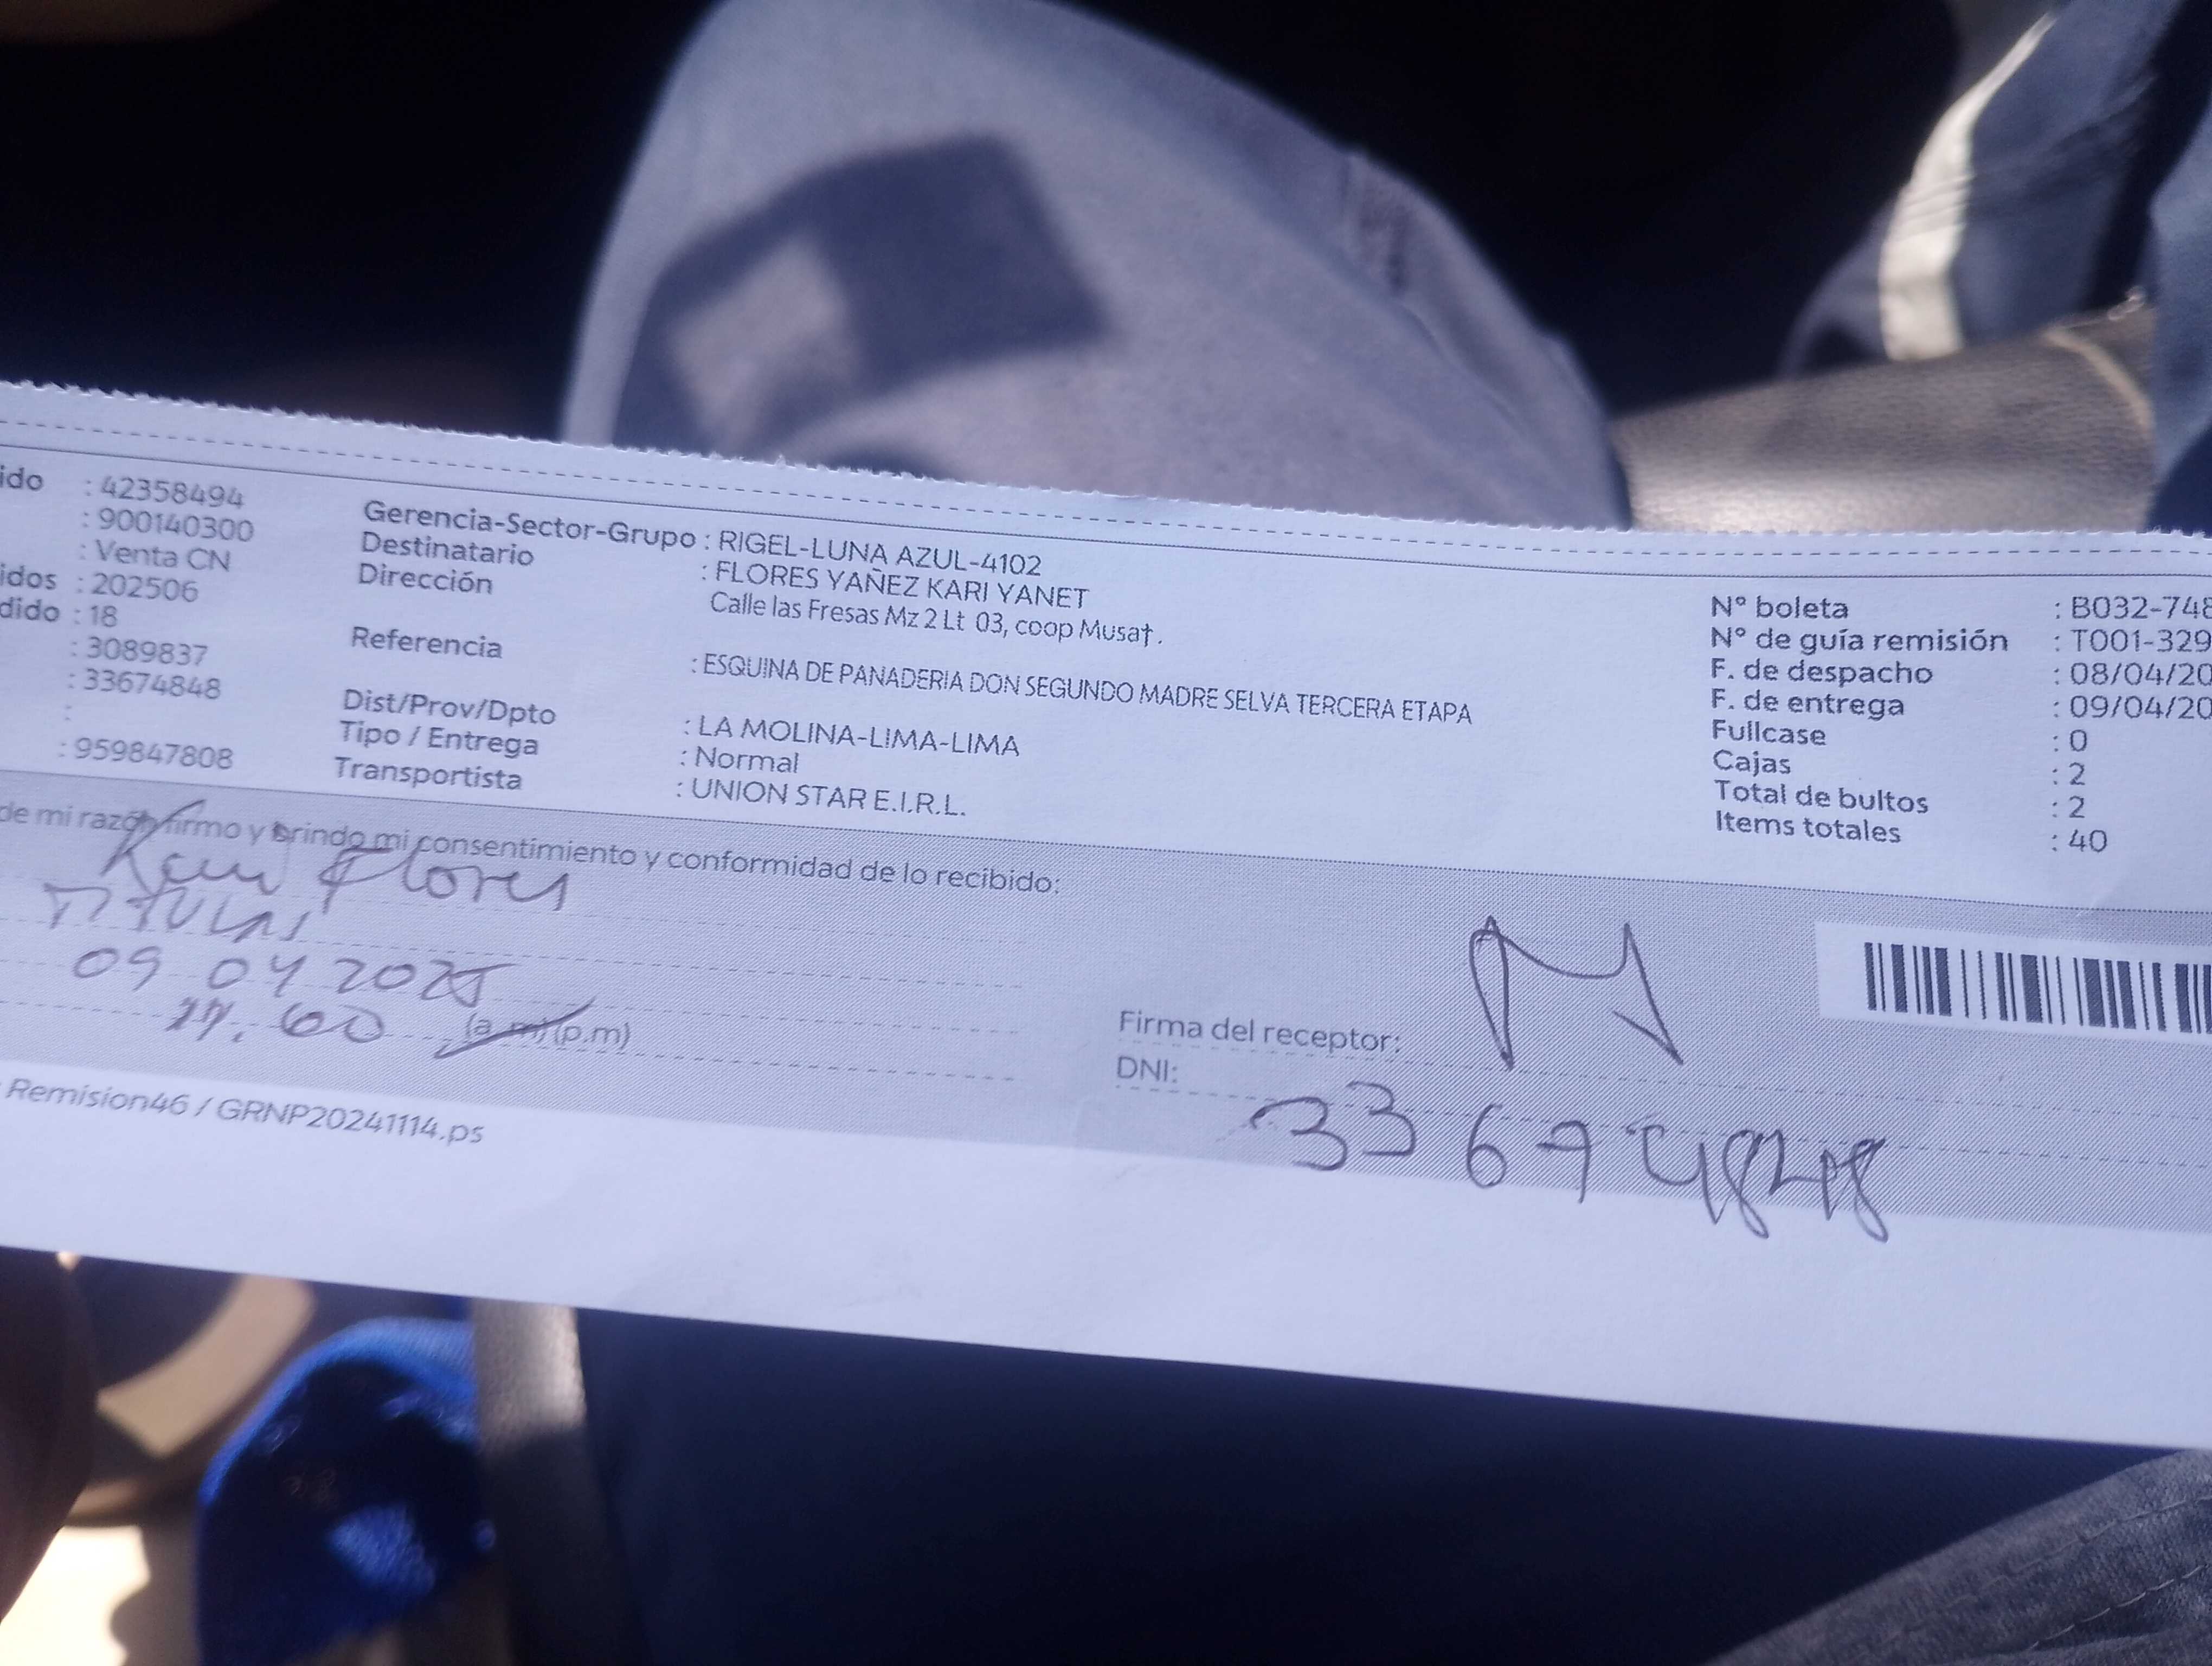 ido : 42358494
: 900140300
: Venta CN
idos : 202506
dido : 18
: 3089837
: 33674848
:
: 959847808
Gerencia-Sector-Grupo : RIGEL-LUNA AZUL-4102
Destinatario : FLORES YAÑEZ KARI YANET
Dirección Calle las Fresas Mz 2 Lt 03, coop Musat.
Referencia : ESQUINA DE PANADERIA DON SEGUNDO MADRE SELVA TERCERA ETAPA
Dist/Prov/Dpto : LA MOLINA-LIMA-LIMA
Tipo / Entrega : Normal
Transportista : UNION STAR E.I.R.L.
N° boleta : B032-748
N° de guía remisión : T001-329
F. de despacho : 08/04/20
F. de entrega : 09/04/20
Fullcase : 0
Cajas : 2
Total de bultos : 2
Items totales : 40
de mi razón firmo y brindo mi consentimiento y conformidad de lo recibido:
Kari Flores
09 04 2025
(a.m) (p.m)
Firma del receptor:
DNI: 33674848
Remision46 / GRNP20241114.ps